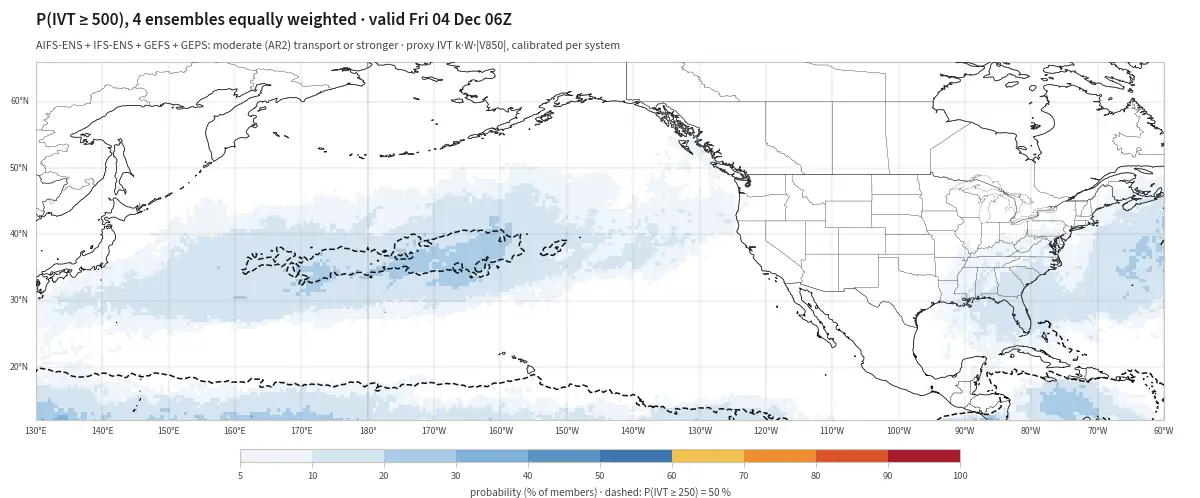 P(IVT ≥ 500), 4 ensembles equally weighted · valid Fri 04 Dec 06Z
AIFS-ENS + IFS-ENS + GEFS + GEPS: moderate (AR2) transport or stronger · proxy IVT k·W·|V850|, calibrated per system
60°N
50°N
40°N
30°N
20°N
130°E 140°E 150°E 160°E 170°E 180° 170°W 160°W 150°W 140°W 130°W 120°W 110°W 100°W 90°W 80°W 70°W 60°W
5 10 20 30 40 50 60 70 80 90 100
probability (% of members) · dashed: P(IVT ≥ 250) = 50 %